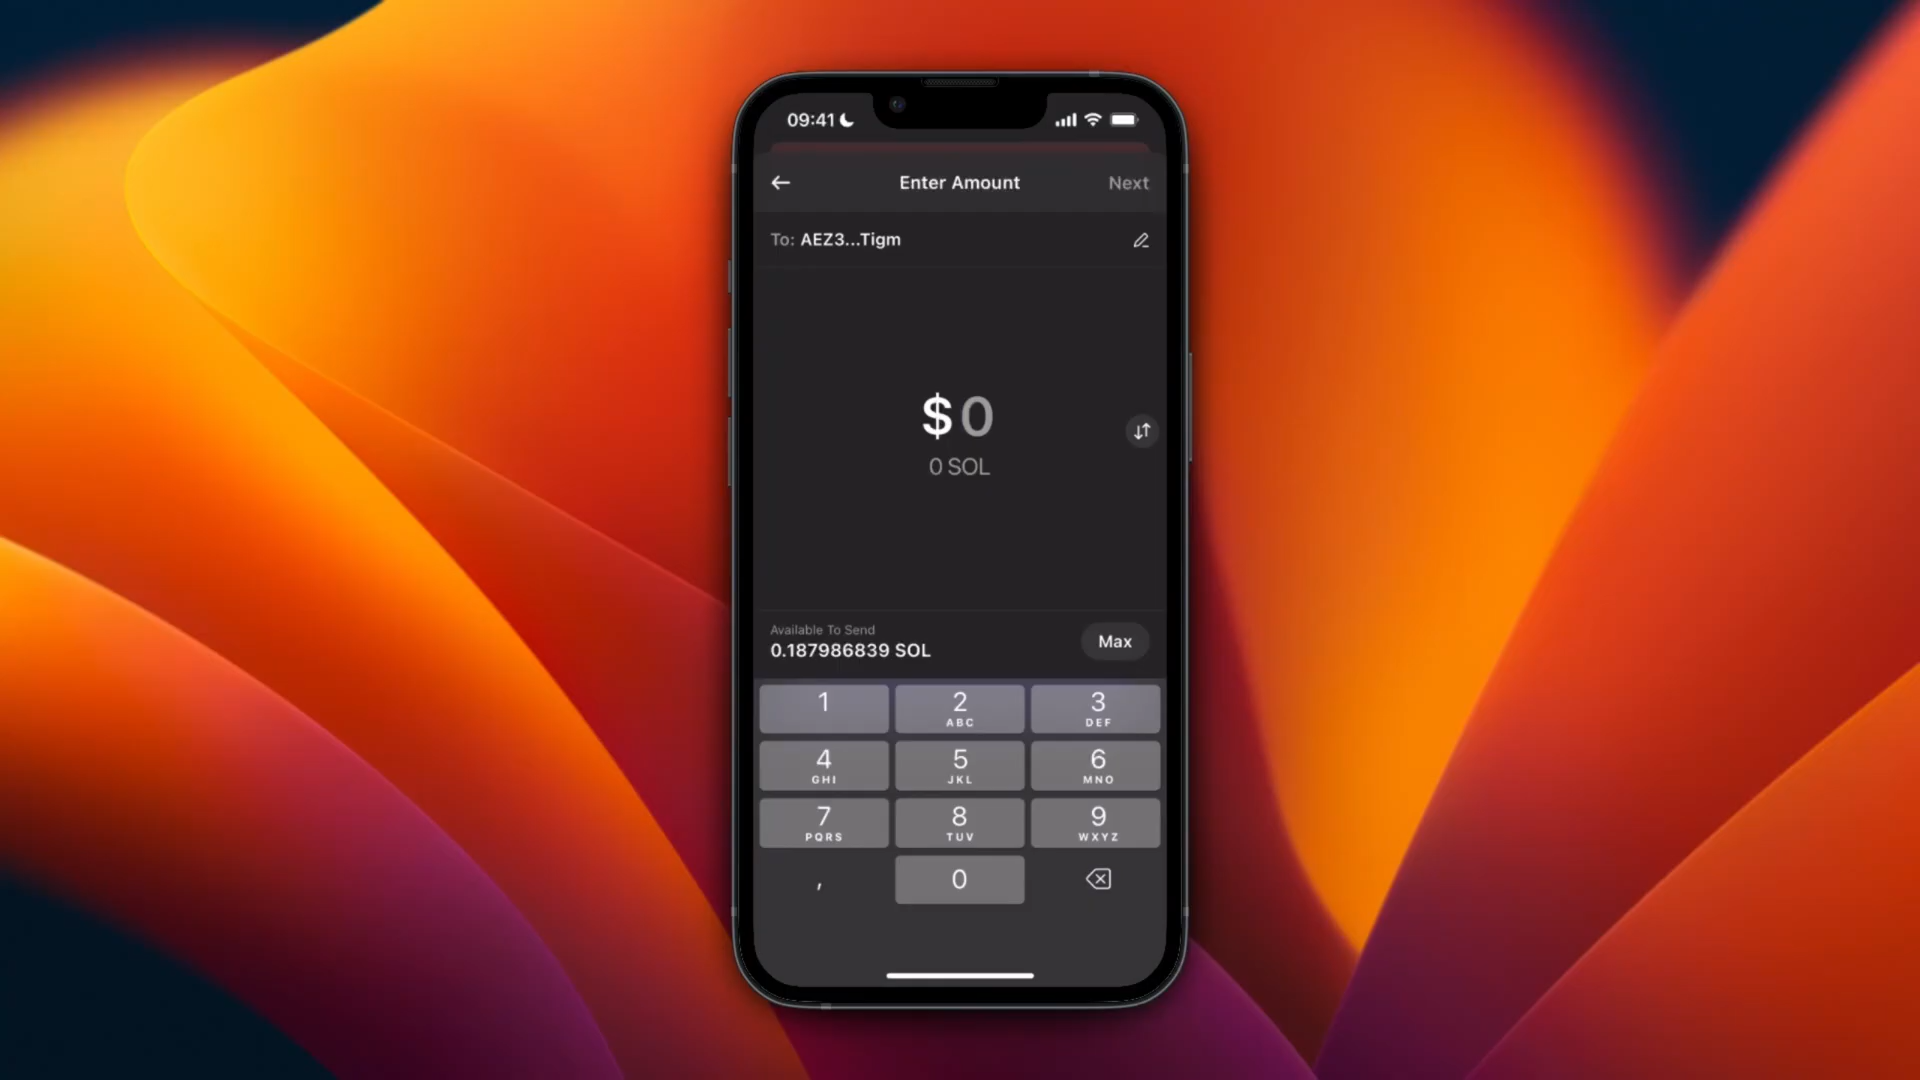 09:41
Enter Amount
Next
To: AEZ3...Tigm
$0
0 SOL
Available To Send
0.187986839 SOL
Max
1
2
ABC
3
DEF
4
GHI
5
JKL
6
MNO
7
PQRS
8
TUV
9
WXYZ
,
0